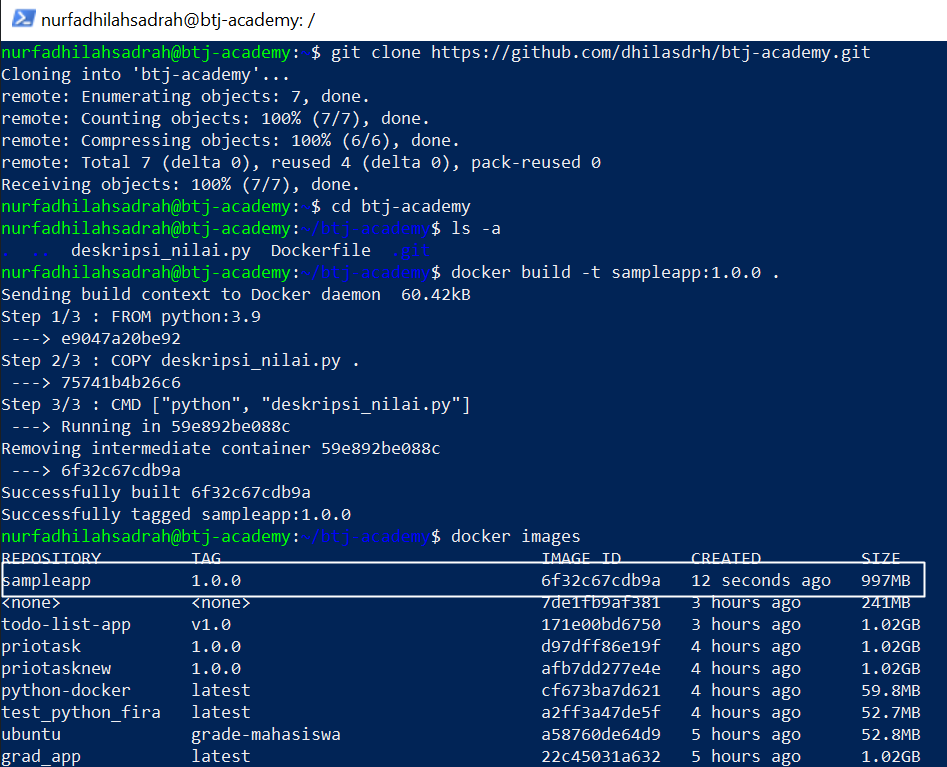 nurfadhilahsadrah@btj-academy: /
nurfadhilahsadrah@btj-academy:~$ git clone https://github.com/dhilasdrh/btj-academy.git
Cloning into 'btj-academy'...
remote: Enumerating objects: 7, done.
remote: Counting objects: 100% (7/7), done.
remote: Compressing objects: 100% (6/6), done.
remote: Total 7 (delta 0), reused 4 (delta 0), pack-reused 0
Receiving objects: 100% (7/7), done.
nurfadhilahsadrah@btj-academy:~$ cd btj-academy
nurfadhilahsadrah@btj-academy:~/btj-academy$ ls -a
.  ..  deskripsi_nilai.py  Dockerfile  .git
nurfadhilahsadrah@btj-academy:~/btj-academy$ docker build -t sampleapp:1.0.0 .
Sending build context to Docker daemon  60.42kB
Step 1/3 : FROM python:3.9
 ---> e9047a20be92
Step 2/3 : COPY deskripsi_nilai.py .
 ---> 75741b4b26c6
Step 3/3 : CMD ["python", "deskripsi_nilai.py"]
 ---> Running in 59e892be088c
Removing intermediate container 59e892be088c
 ---> 6f32c67cdb9a
Successfully built 6f32c67cdb9a
Successfully tagged sampleapp:1.0.0
nurfadhilahsadrah@btj-academy:~/btj-academy$ docker images
REPOSITORY TAG IMAGE ID CREATED SIZE
sampleapp 1.0.0 6f32c67cdb9a 12 seconds ago 997MB
<none> <none> 7de1fb9af381 3 hours ago 241MB
todo-list-app v1.0 171e00bd6750 3 hours ago 1.02GB
priotask 1.0.0 d97dff86e19f 4 hours ago 1.02GB
priotasknew 1.0.0 afb7dd277e4e 4 hours ago 1.02GB
python-docker latest cf673ba7d621 4 hours ago 59.8MB
test_python_fira latest a2ff3a47de5f 4 hours ago 52.7MB
ubuntu grade-mahasiswa a58760de64d9 5 hours ago 52.8MB
grad_app latest 22c45031a632 5 hours ago 1.02GB